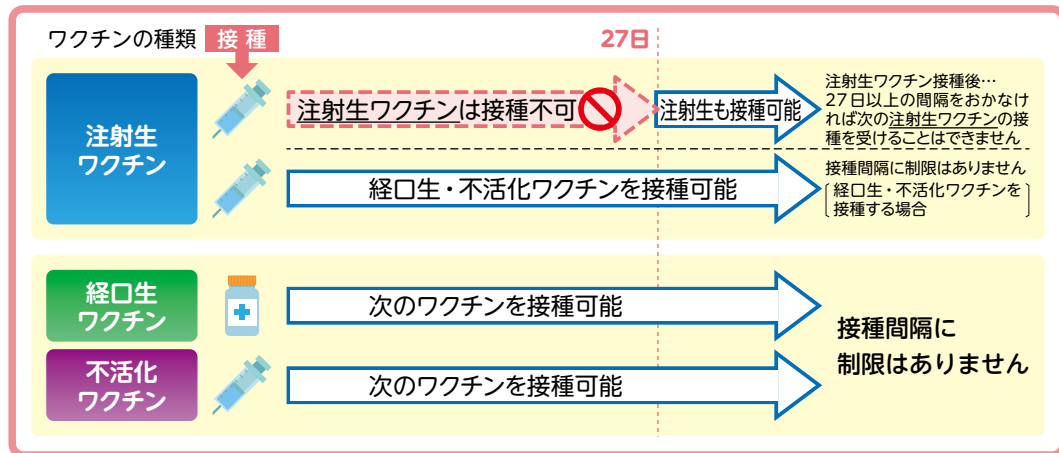 ワクチンの種類 接種 27日
注射生
ワクチン
注射生ワクチンは接種不可
注射生も接種可能
注射生ワクチン接種後…
27日以上の間隔をおかなけ
れば次の注射生ワクチンの接
種を受けることはできません
経口生・不活化ワクチンを接種可能
接種間隔に制限はありません
経口生・不活化ワクチンを
接種する場合
経口生
ワクチン
次のワクチンを接種可能
不活化
ワクチン
次のワクチンを接種可能
接種間隔に
制限はありません